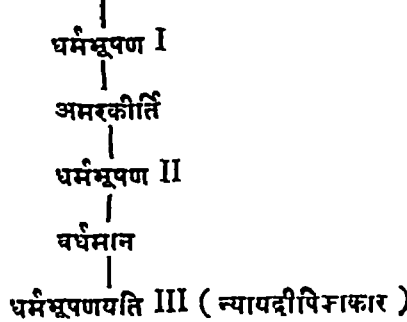 धर्मभूषण I
अमरकीर्ति
धर्मभूषण II
वर्धमान
धर्मभूषणयति III ( न्यायदीपिकाकार )